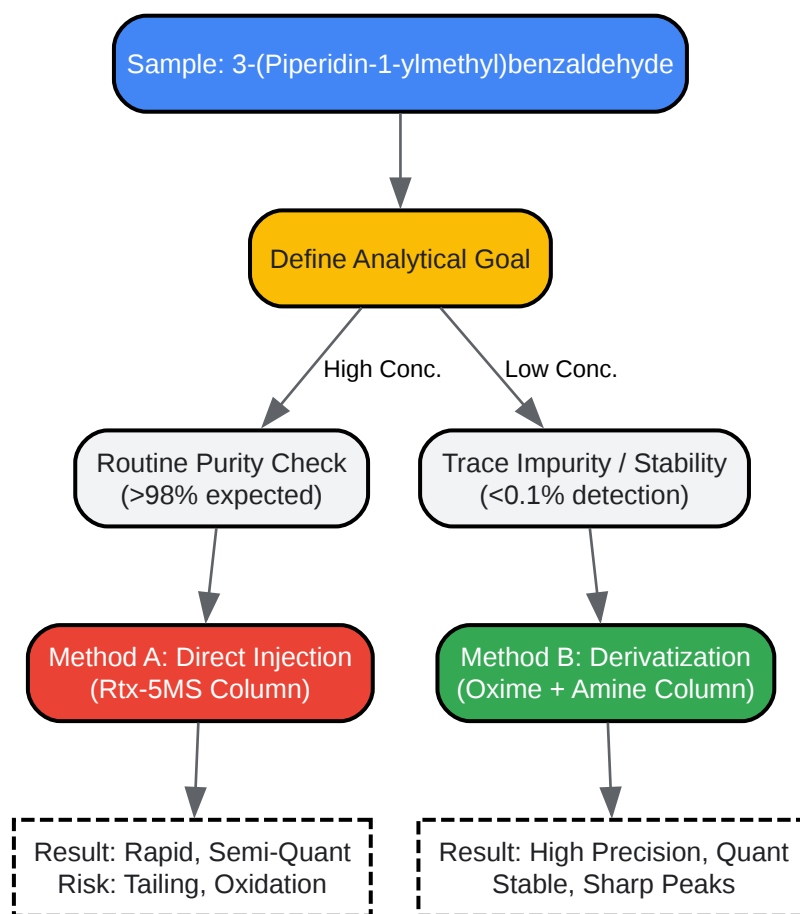 Sample: 3-(Piperidin-1-ylmethyl)benzaldehyde
Define Analytical Goal
High Conc.
Low Conc.
Routine Purity Check
(>98% expected)
Trace Impurity / Stability
(<0.1% detection)
Method A: Direct Injection
(Rtx-5MS Column)
Method B: Derivatization
(Oxime + Amine Column)
Result: Rapid, Semi-Quant
Risk: Tailing, Oxidation
Result: High Precision, Quant
Stable, Sharp Peaks